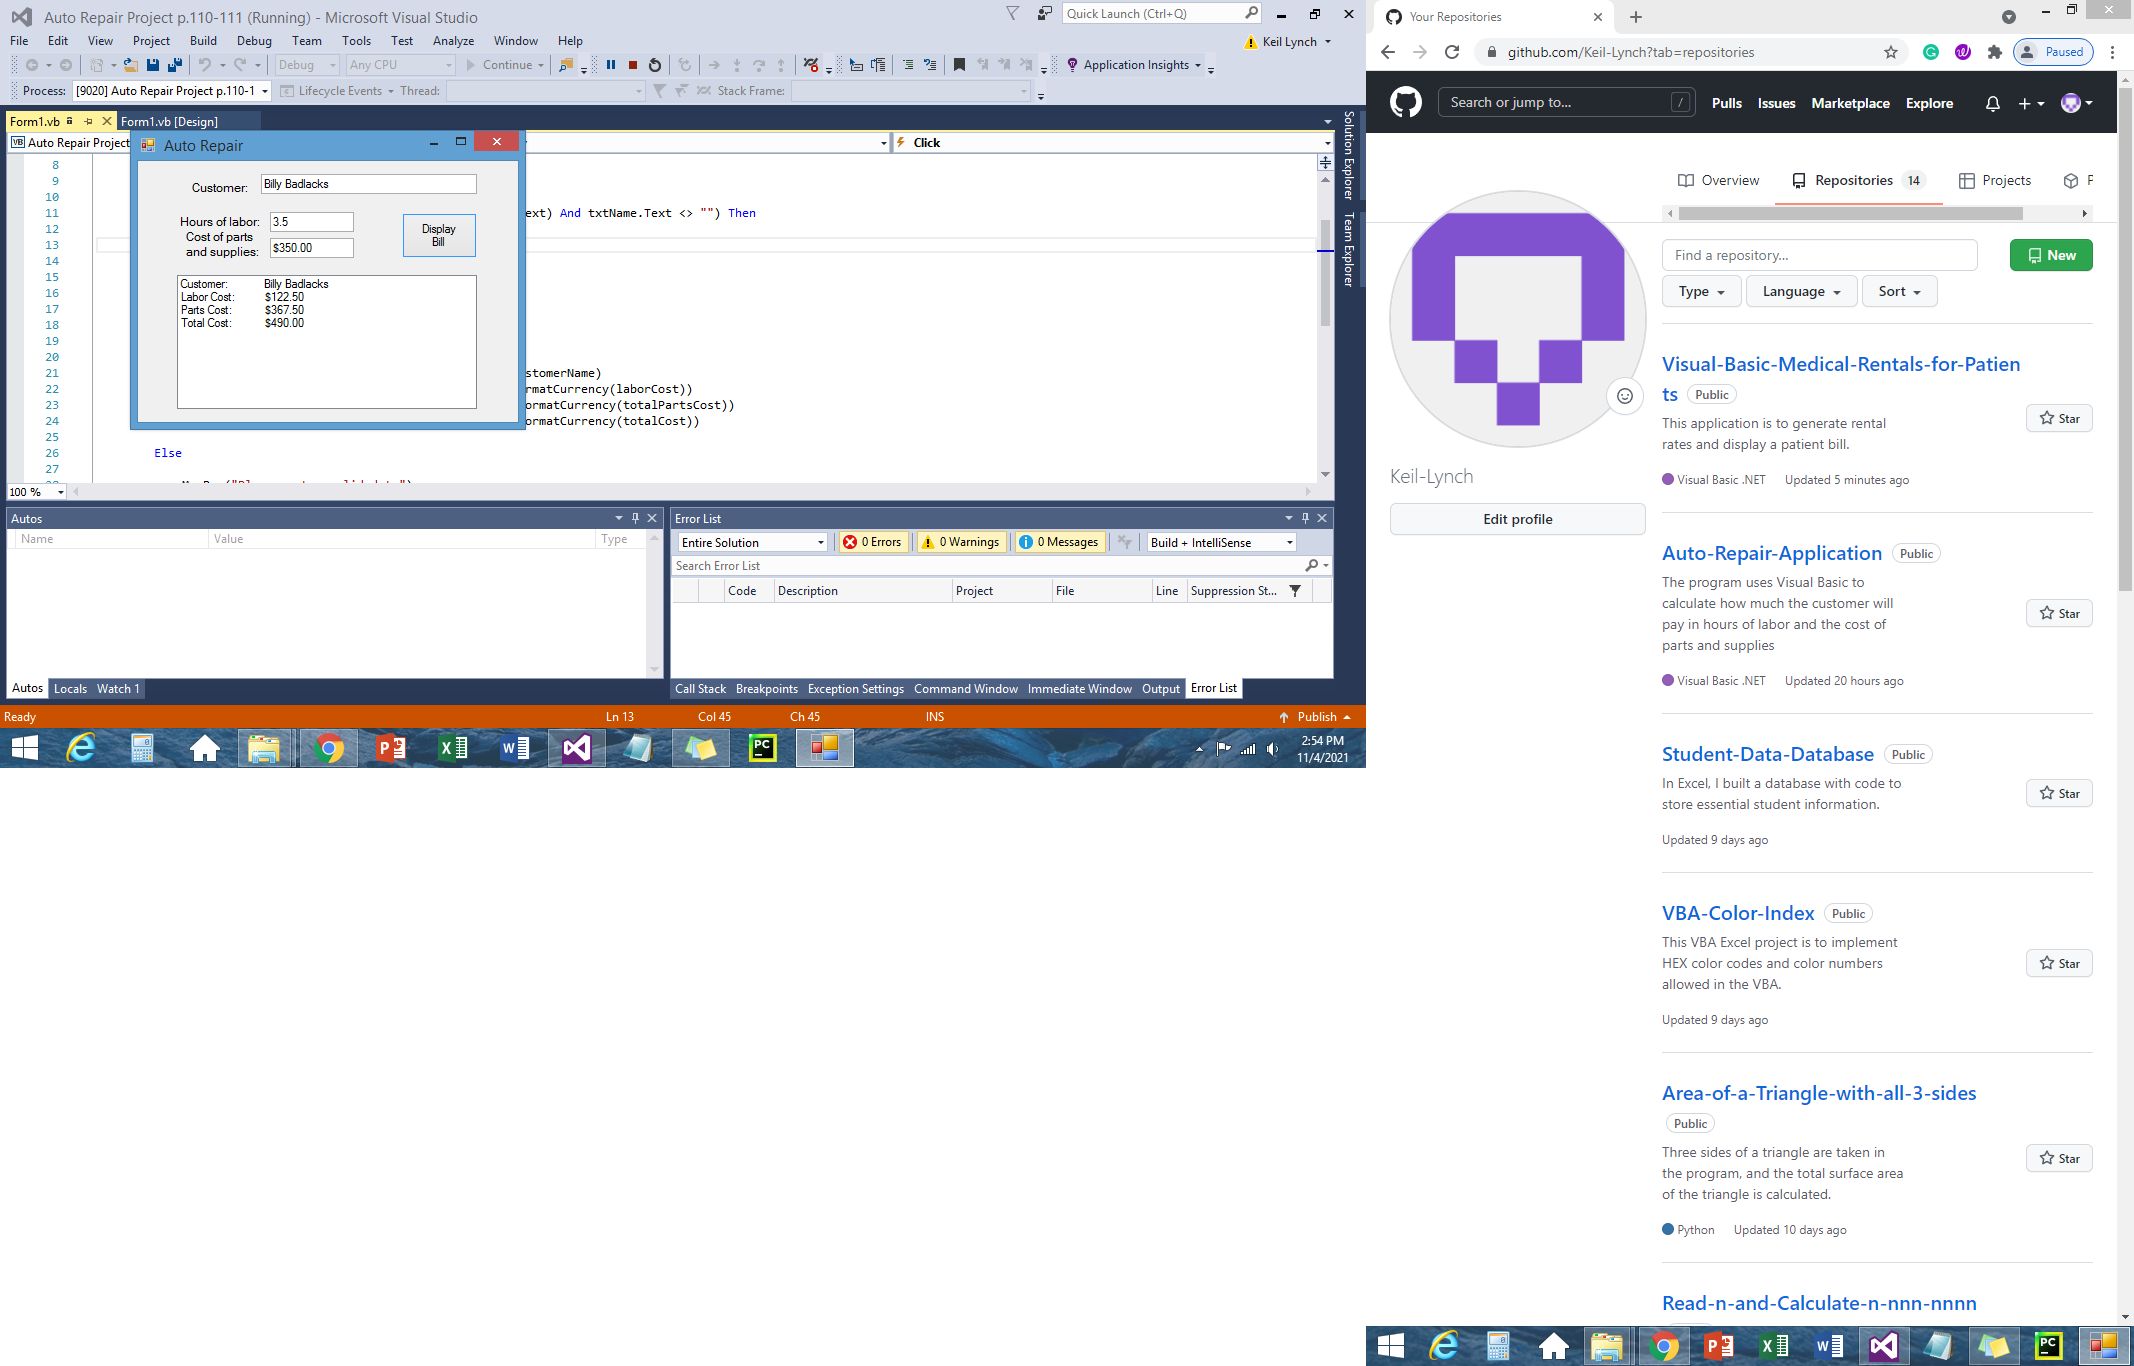 Auto Repair Project p.110-111 (Running) - Microsoft Visual Studio
Quick Launch (Ctrl+Q)
File Edit View Project Build Debug Team Tools Test Analyze Window Help
Keil Lynch
Debug Any CPU Continue Application Insights
Process: [9020] Auto Repair Project p.110-1 Lifecycle Events Thread: Stack Frame:
Form1.vb Form1.vb [Design]
Auto Repair Project
Click
Auto Repair
Customer: Billy Badlacks
Hours of labor: 3.5
Cost of parts
and supplies: $350.00
Display
Bill
Customer: Billy Badlacks
Labor Cost: $122.50
Parts Cost: $367.50
Total Cost: $490.00
8
9
10
11 ext) And txtName.Text <> "") Then
12
13
14
15
16
17
18
19
20
21 stomerName)
22 rmatCurrency(laborCost))
23 ormatCurrency(totalPartsCost))
24 ormatCurrency(totalCost))
25
26 Else
27
100 %
Solution Explorer
Team Explorer
Autos
Name Value Type
Autos Locals Watch 1
Error List
Entire Solution 0 Errors 0 Warnings 0 Messages Build + IntelliSense
Search Error List
Code Description Project File Line Suppression St...
Call Stack Breakpoints Exception Settings Command Window Immediate Window Output Error List
Ready Ln 13 Col 45 Ch 45 INS Publish
2:54 PM
11/4/2021
Your Repositories
github.com/Keil-Lynch?tab=repositories
Paused
Search or jump to... /
Pulls Issues Marketplace Explore
Overview Repositories 14 Projects P
Keil-Lynch
Edit profile
Find a repository...
New
Type Language Sort
Visual-Basic-Medical-Rentals-for-Patien
ts Public
This application is to generate rental
rates and display a patient bill.
Star
Visual Basic .NET Updated 5 minutes ago
Auto-Repair-Application Public
The program uses Visual Basic to
calculate how much the customer will
pay in hours of labor and the cost of
parts and supplies
Star
Visual Basic .NET Updated 20 hours ago
Student-Data-Database Public
In Excel, I built a database with code to
store essential student information.
Star
Updated 9 days ago
VBA-Color-Index Public
This VBA Excel project is to implement
HEX color codes and color numbers
allowed in the VBA.
Star
Updated 9 days ago
Area-of-a-Triangle-with-all-3-sides
Public
Three sides of a triangle are taken in
the program, and the total surface area
of the triangle is calculated.
Star
Python Updated 10 days ago
Read-n-and-Calculate-n-nnn-nnnn